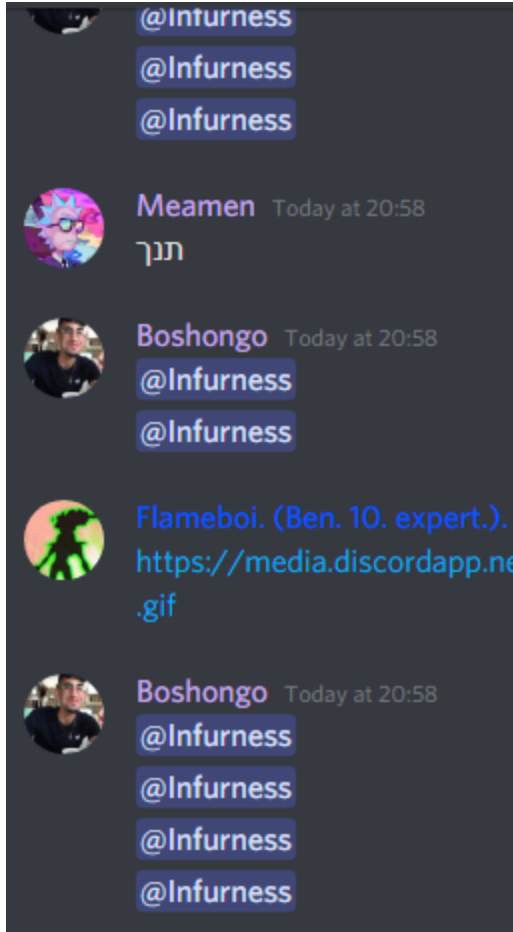 @Infurness
@Infurness
@Infurness
Meamen Today at 20:58
תנך
Boshongo Today at 20:58
@Infurness
@Infurness
Flameboi. (Ben. 10. expert.).
https://media.discordapp.ne
.gif
Boshongo Today at 20:58
@Infurness
@Infurness
@Infurness
@Infurness